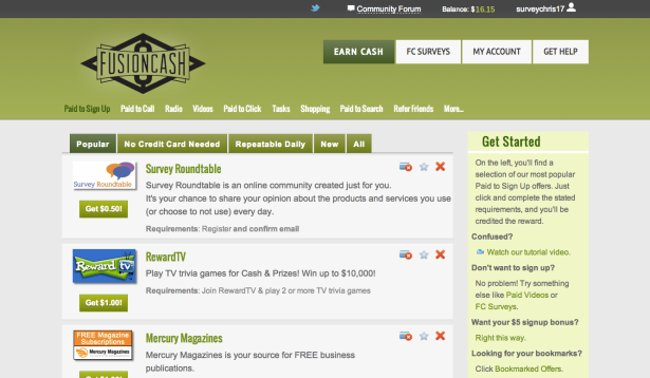 Community Forum
Balance: $16.15
surveychris17
FUSIONCASH
EARN CASH
FC SURVEYS
MY ACCOUNT
GET HELP
Paid to Sign Up
Paid to Call
Radio
Videos
Paid to Click
Tasks
Shopping
Paid to Search
Refer Friends
More...
Popular
No Credit Card Needed
Repeatable Daily
New
All
Survey Roundtable
Get $0.50!
Survey Roundtable
Survey Roundtable is an online community created just for you.
It's your chance to share your opinion about the products and services you use
(or choose to not use) every day.
Requirements: Register and confirm email
Reward TV
Get $1.00!
RewardTV
Play TV trivia games for Cash & Prizes! Win up to $10,000!
Requirements: Join RewardTV & play 2 or more TV trivia games
FREE Magazine
Subscriptions
Mercury Magazines
Mercury Magazines
Mercury Magazines is your source for FREE business
publications.
Get Started
On the left, you'll find a
selection of our most popular
Paid to Sign Up offers. Just
click and complete the stated
requirements, and you'll be
credited the reward.
Confused?
Watch our tutorial video.
Don't want to sign up?
No problem! Try something
else like Paid Videos or
FC Surveys.
Want your $5 signup bonus?
Right this way.
Looking for your bookmarks?
Click Bookmarked Offers.